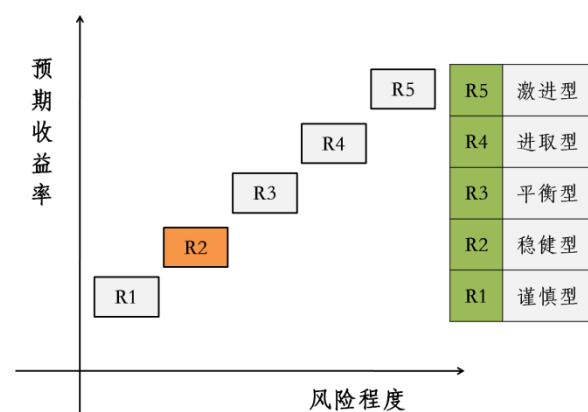 预期收益率
R5
R4
R3
R2
R1
风险程度
R5 激进型
R4 进取型
R3 平衡型
R2 稳健型
R1 谨慎型